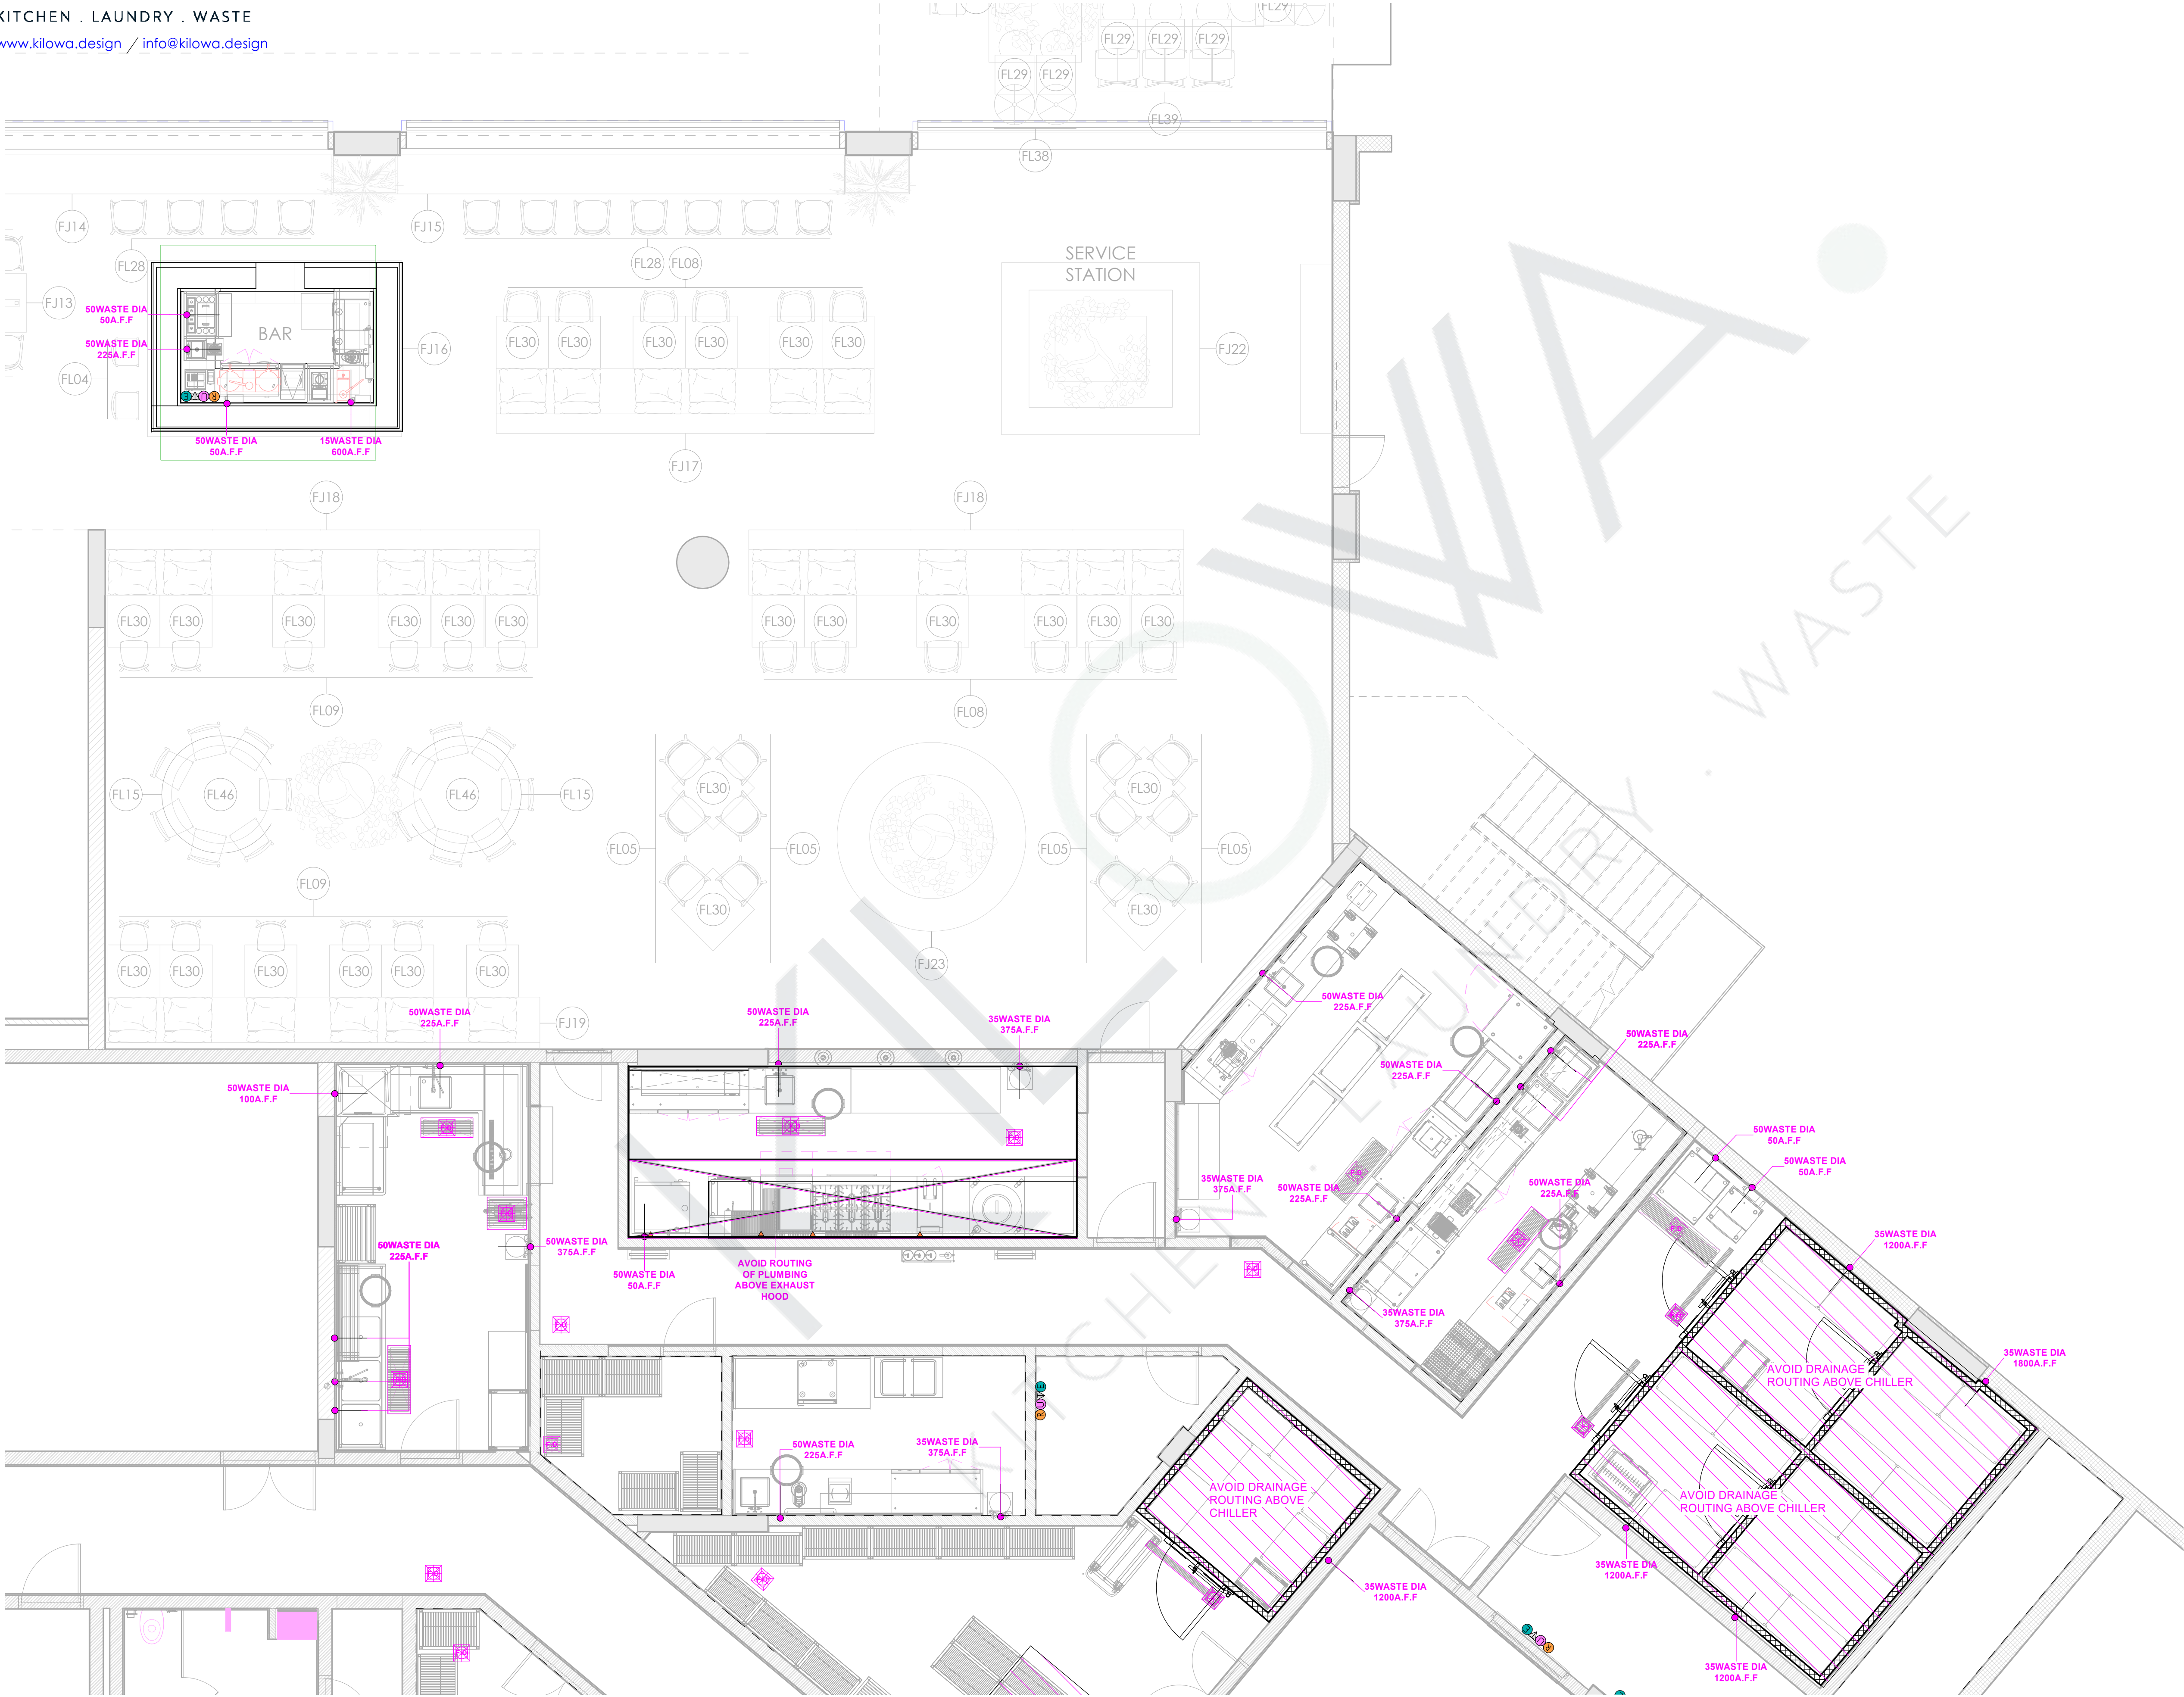 KITCHEN . LAUNDRY . WASTE
www.kilowa.design / info@kilowa.design
FL29
FL29
FL29
FL29
FL29
FL29
FL39
FL38
FJ14
FJ15
FL28
FL28
FL08
SERVICE
STATION
FJ13
50WASTE DIA
50A.F.F
BAR
50WASTE DIA
225A.F.F
FJ16
FL30
FL30
FL30
FL30
FL30
FL30
FJ22
FL04
50WASTE DIA
50A.F.F
15WASTE DIA
600A.F.F
FJ17
FJ18
FJ18
FL30
FL30
FL30
FL30
FL30
FL30
FL30
FL30
FL30
FL30
FL30
FL30
FL09
FL08
FL15
FL46
FL46
FL15
FL30
FL30
FL05
FL05
FL05
FL05
FL09
FL30
FL30
FJ23
FL30
FL30
FL30
FL30
FL30
FL30
FJ19
50WASTE DIA
225A.F.F
50WASTE DIA
225A.F.F
35WASTE DIA
375A.F.F
50WASTE DIA
225A.F.F
50WASTE DIA
225A.F.F
50WASTE DIA
225A.F.F
50WASTE DIA
100A.F.F
50WASTE DIA
50A.F.F
50WASTE DIA
50A.F.F
35WASTE DIA
375A.F.F
50WASTE DIA
225A.F.F
50WASTE DIA
225A.F.F
50WASTE DIA
225A.F.F
50WASTE DIA
375A.F.F
50WASTE DIA
50A.F.F
AVOID ROUTING
OF PLUMBING
ABOVE EXHAUST
HOOD
35WASTE DIA
1200A.F.F
35WASTE DIA
375A.F.F
35WASTE DIA
1800A.F.F
AVOID DRAINAGE
ROUTING ABOVE CHILLER
50WASTE DIA
225A.F.F
35WASTE DIA
375A.F.F
AVOID DRAINAGE
ROUTING ABOVE
CHILLER
AVOID DRAINAGE
ROUTING ABOVE CHILLER
35WASTE DIA
1200A.F.F
35WASTE DIA
1200A.F.F
35WASTE DIA
1200A.F.F
KILOWA
KITCHEN . LAUNDRY . WASTE